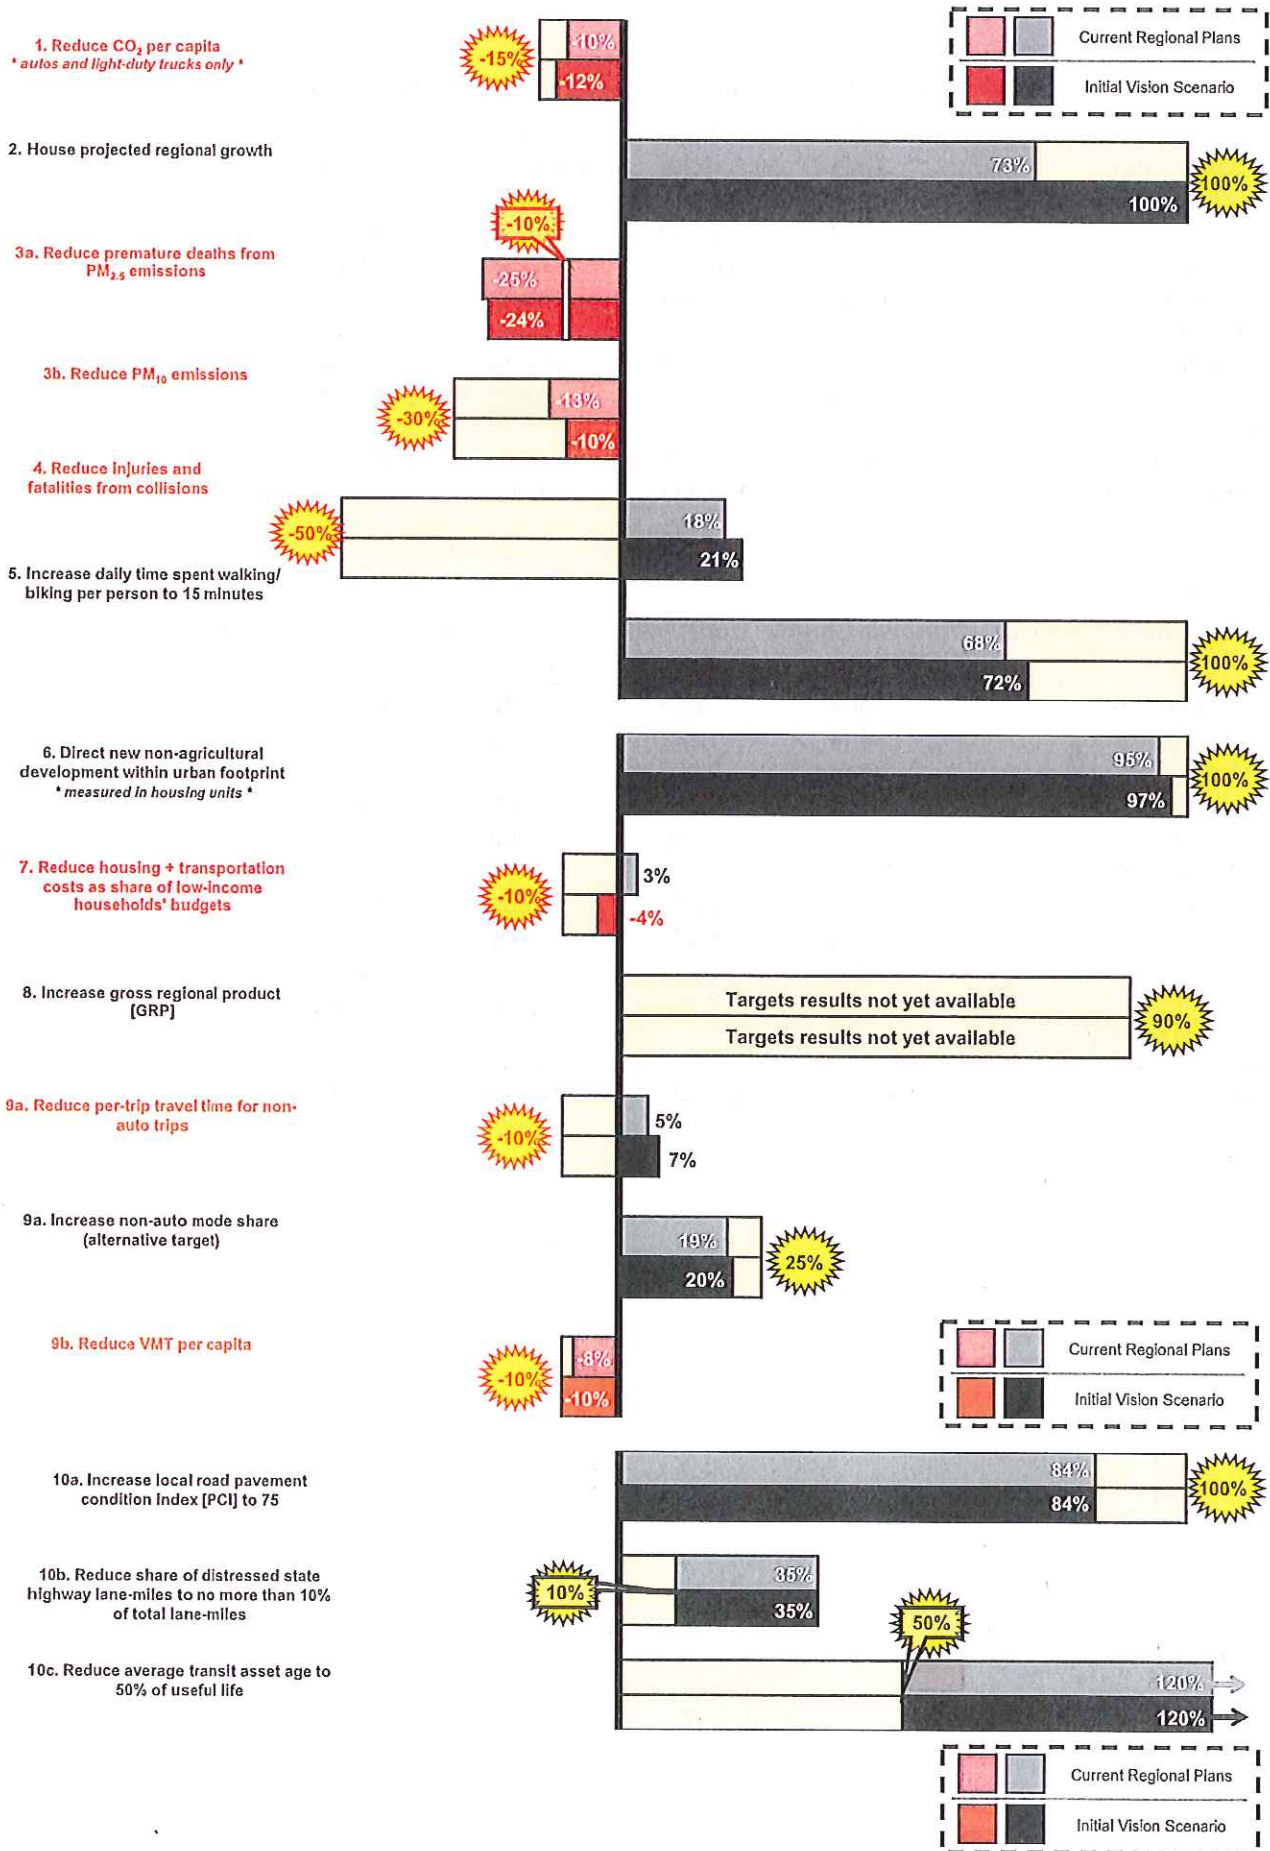 1. Reduce CO₂ per capita
* autos and light-duty trucks only *
-15%
-10%
-12%
Current Regional Plans
Initial Vision Scenario
2. House projected regional growth
73%
100%
100%
3a. Reduce premature deaths from
PM₂.₅ emissions
-10%
-25%
-24%
3b. Reduce PM₁₀ emissions
-30%
-13%
-10%
4. Reduce injuries and
fatalities from collisions
-50%
18%
21%
5. Increase daily time spent walking/
biking per person to 15 minutes
68%
72%
100%
6. Direct new non-agricultural
development within urban footprint
* measured in housing units *
95%
97%
100%
7. Reduce housing + transportation
costs as share of low-income
households' budgets
-10%
3%
-4%
8. Increase gross regional product
[GRP]
Targets results not yet available
Targets results not yet available
90%
9a. Reduce per-trip travel time for non-
auto trips
-10%
5%
7%
9a. Increase non-auto mode share
(alternative target)
19%
20%
25%
9b. Reduce VMT per capita
-10%
-8%
-10%
Current Regional Plans
Initial Vision Scenario
10a. Increase local road pavement
condition index [PCI] to 75
84%
84%
100%
10b. Reduce share of distressed state
highway lane-miles to no more than 10%
of total lane-miles
10%
35%
35%
10c. Reduce average transit asset age to
50% of useful life
50%
120%
120%
Current Regional Plans
Initial Vision Scenario